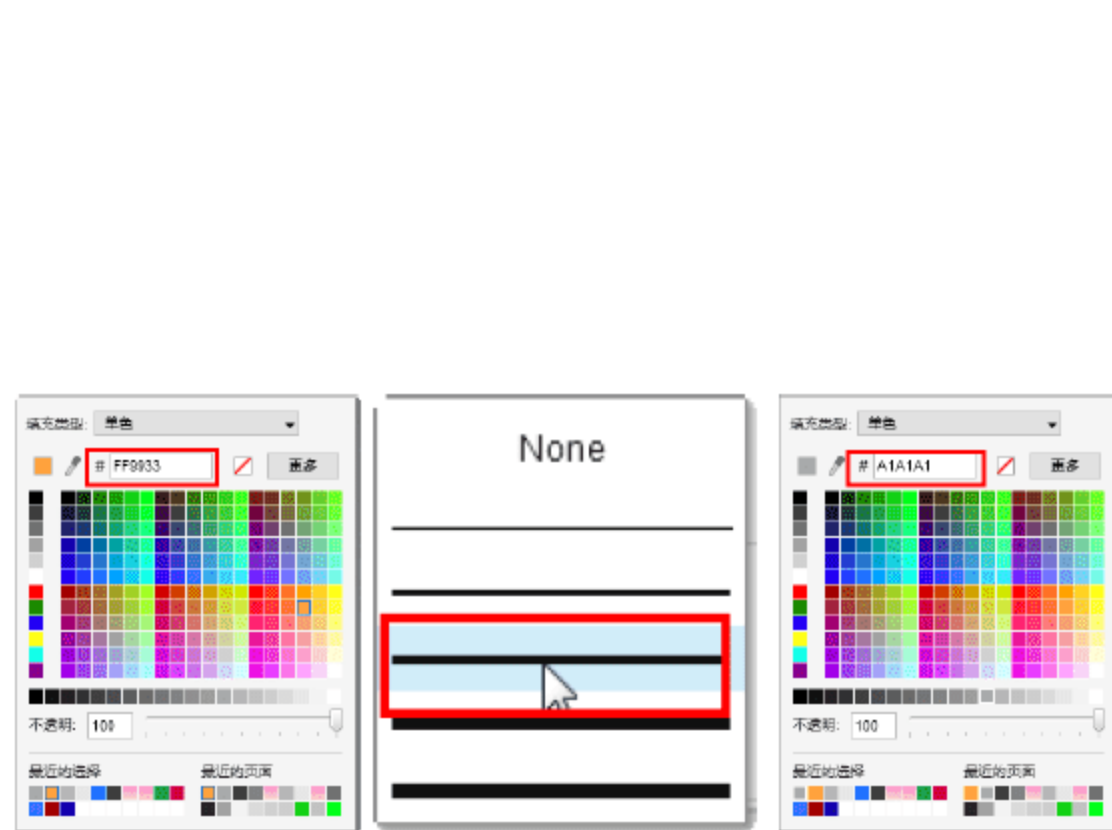 填充类型: 单色
# FF9933
更多
不透明: 100
最近的选择 最近的页面
None
填充类型: 单色
# A1A1A1
更多
不透明: 100
最近的选择 最近的页面